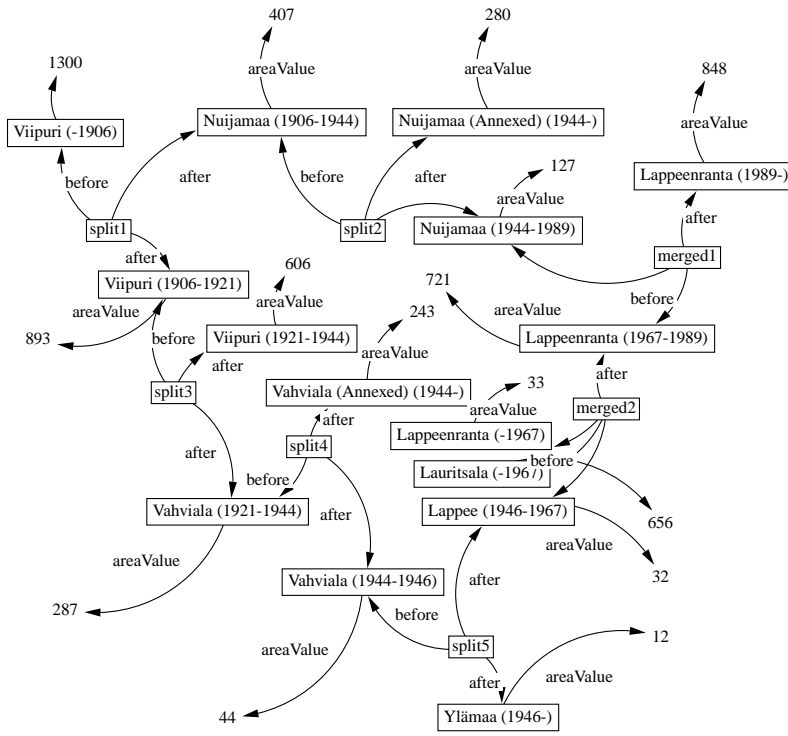 407
280
1300
areaValue
areaValue
848
Viipuri (-1906)
Nuijamaa (1906-1944)
Nuijamaa (Annexed) (1944-)
areaValue
before
after
before
after
127
areaValue
Lappeenranta (1989-)
split1
split2
Nuijamaa (1944-1989)
after
after
merged1
606
Viipuri (1906-1921)
721
before
areaValue
areaValue
243
areaValue
893
before
Viipuri (1921-1944)
Lappeenranta (1967-1989)
after
areaValue
after
split3
Vahviala (Annexed) (1944-)
33
areaValue
merged2
after
Lappeenranta (-1967)
after
split4
before
Lauritsala (-1967)
before
Vahviala (1921-1944)
after
Lappee (1946-1967)
656
areaValue
areaValue
Vahviala (1944-1946)
after
32
287
before
split5
12
areaValue
after
areaValue
44
Ylämaa (1946-)